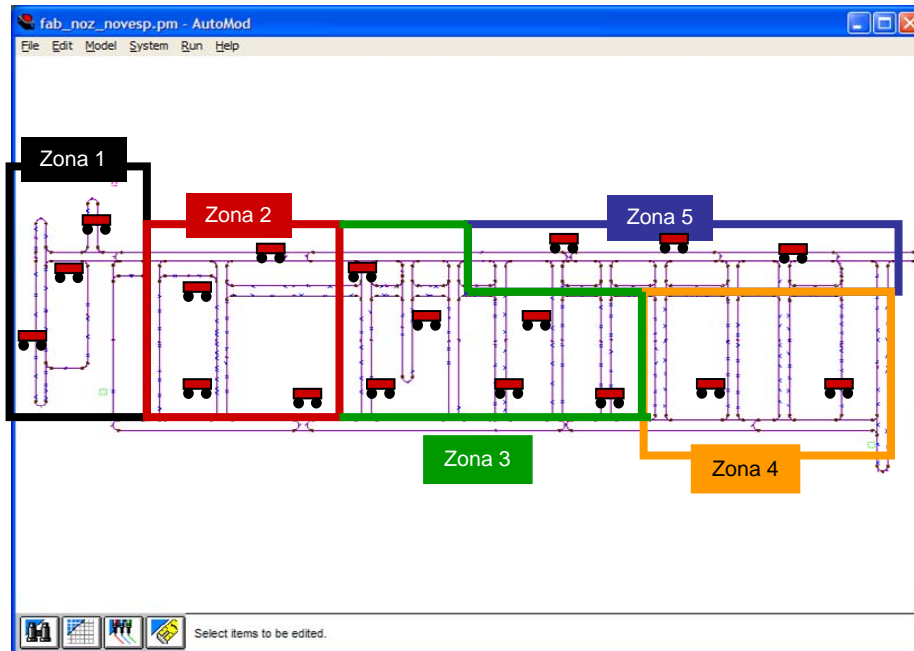 fab_noz_novesp.pm - AutoMod
File Edit Model System Run Help
Zona 1
Zona 2
Zona 5
Zona 3
Zona 4
Select items to be edited.